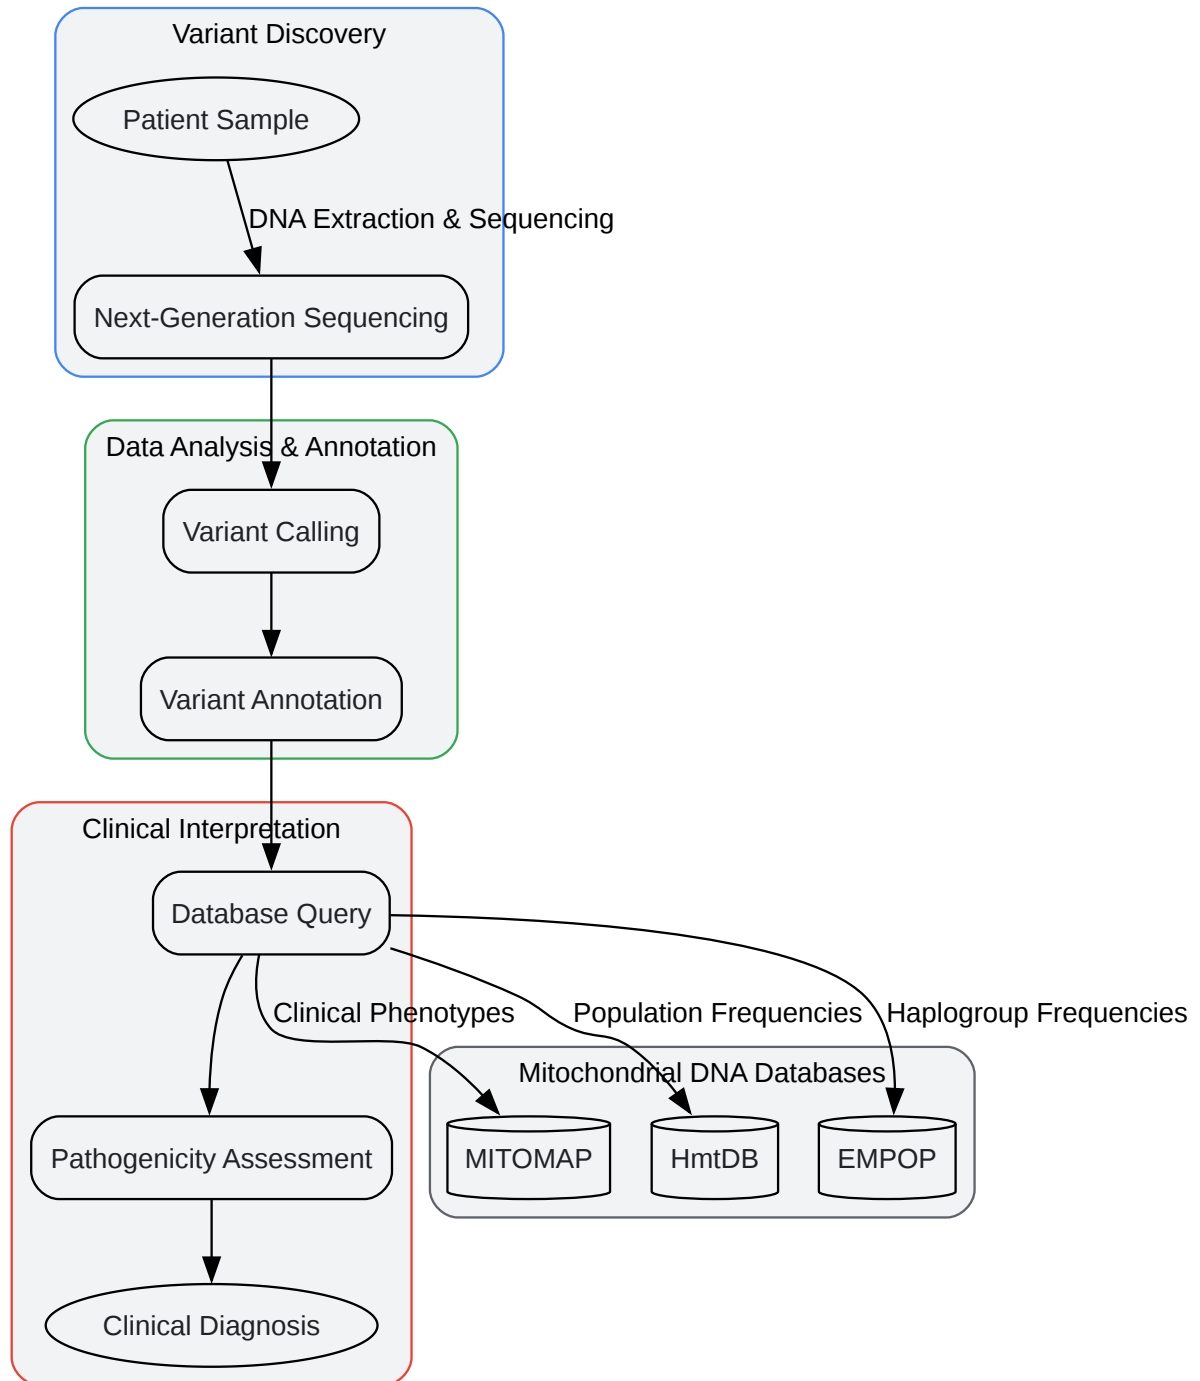 Variant Discovery
Patient Sample
DNA Extraction & Sequencing
Next-Generation Sequencing
Data Analysis & Annotation
Variant Calling
Variant Annotation
Clinical Interpretation
Database Query
Clinical Phenotypes
Population Frequencies
Haplogroup Frequencies
Mitochondrial DNA Databases
Pathogenicity Assessment
MITOMAP
HmtDB
EMPOP
Clinical Diagnosis